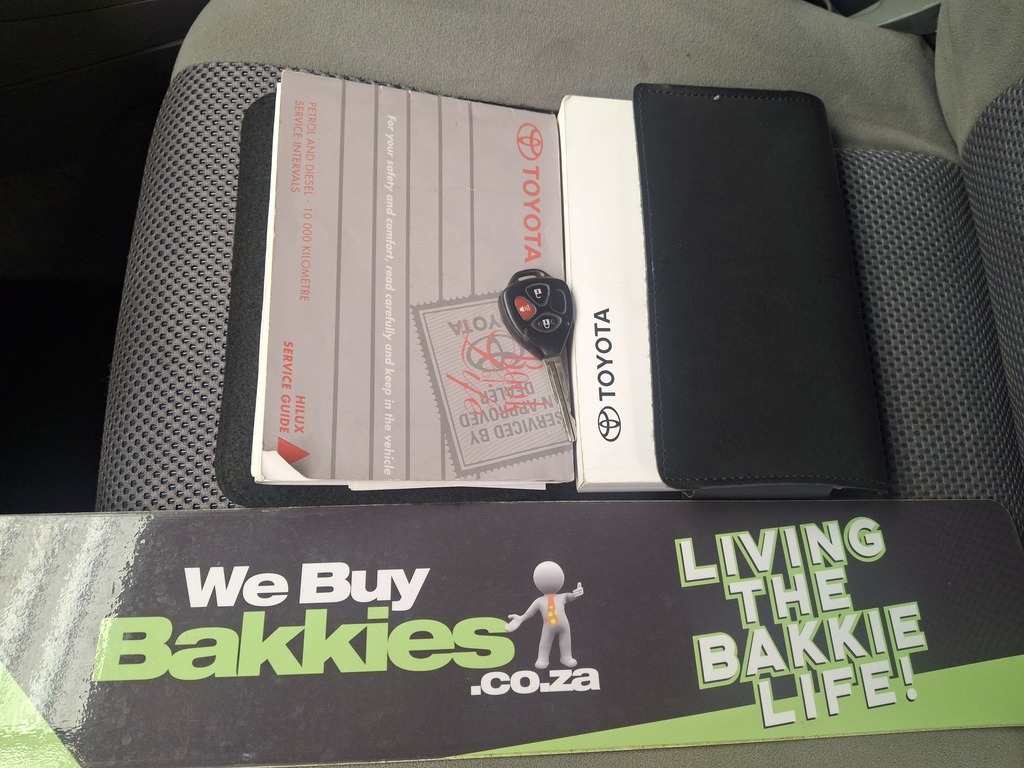 TOYOTA
For your safety and comfort, read carefully and keep in the vehicle
PETROL AND DIESEL - 10 000 KILOMETRE
SERVICE INTERVALS
HILUX
SERVICE GUIDE
SERVICED BY
AN APPROVED
DEALER
TOYOTA
TOYOTA
We Buy
Bakkies
.co.za
LIVING
THE
BAKKIE
LIFE!